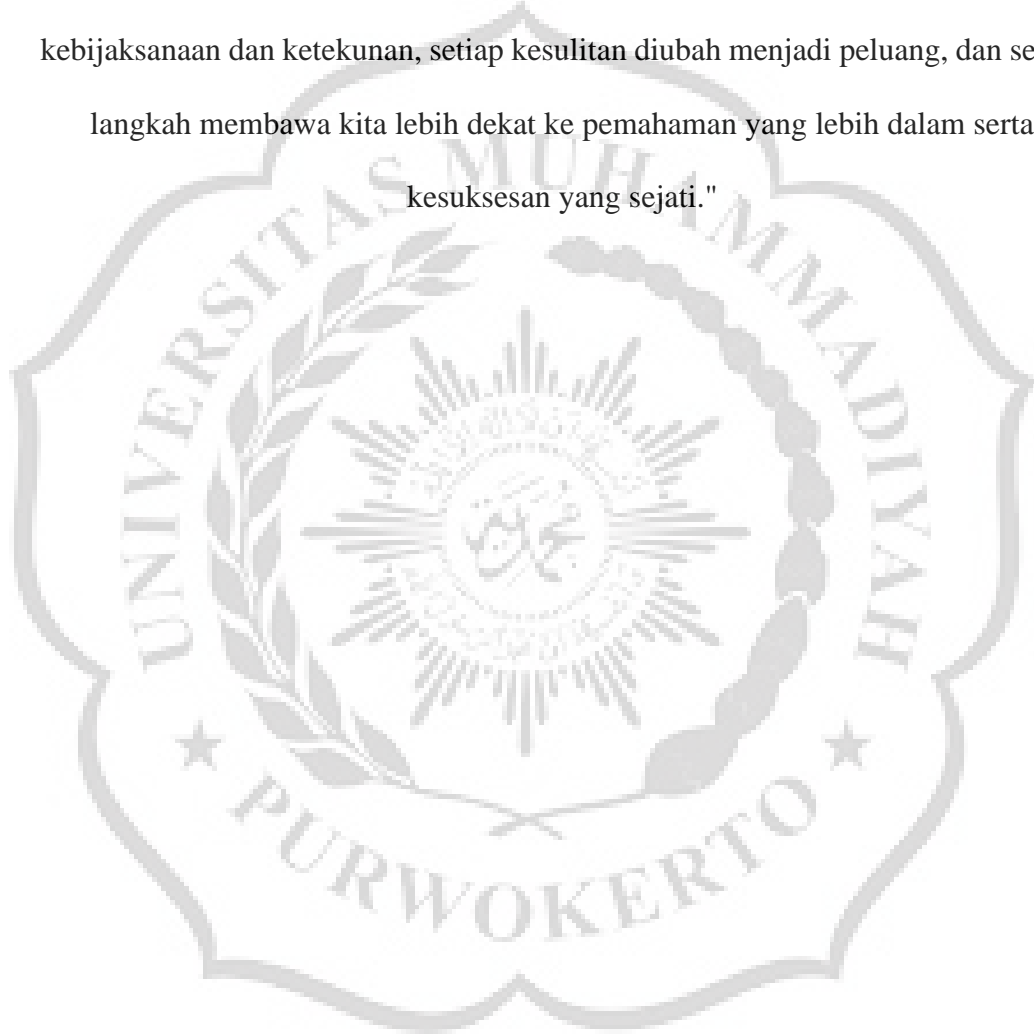 kebijaksanaan dan ketekunan, setiap kesulitan diubah menjadi peluang, dan se
langkah membawa kita lebih dekat ke pemahaman yang lebih dalam serta
kesuksesan yang sejati."
UNIVERSITAS MUHAMMADIYAH
PURWOKERTO